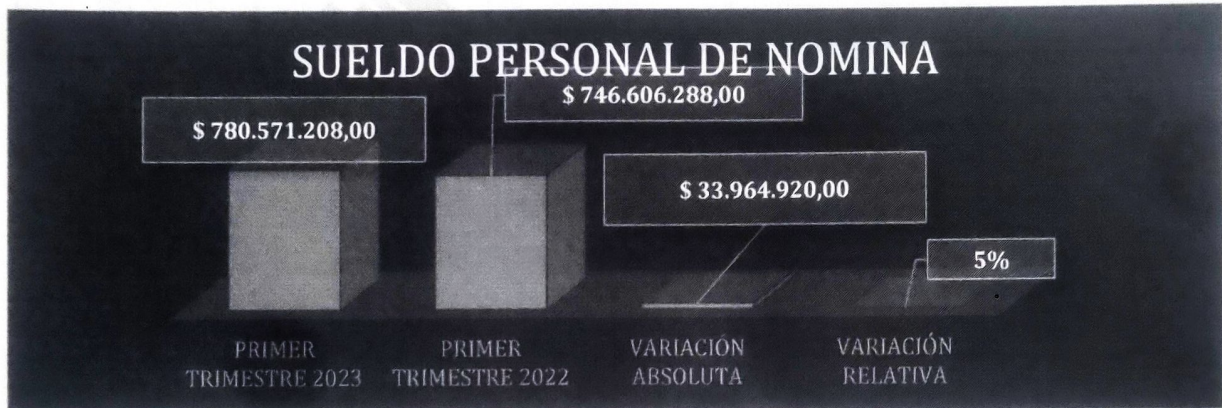 SUELDO PERSONAL DE NOMINA
$ 746.606.288,00
$ 780.571.208,00
$ 33.964.920,00
5%
PRIMER
TRIMESTRE 2023
PRIMER
TRIMESTRE 2022
VARIACIÓN
ABSOLUTA
VARIACIÓN
RELATIVA